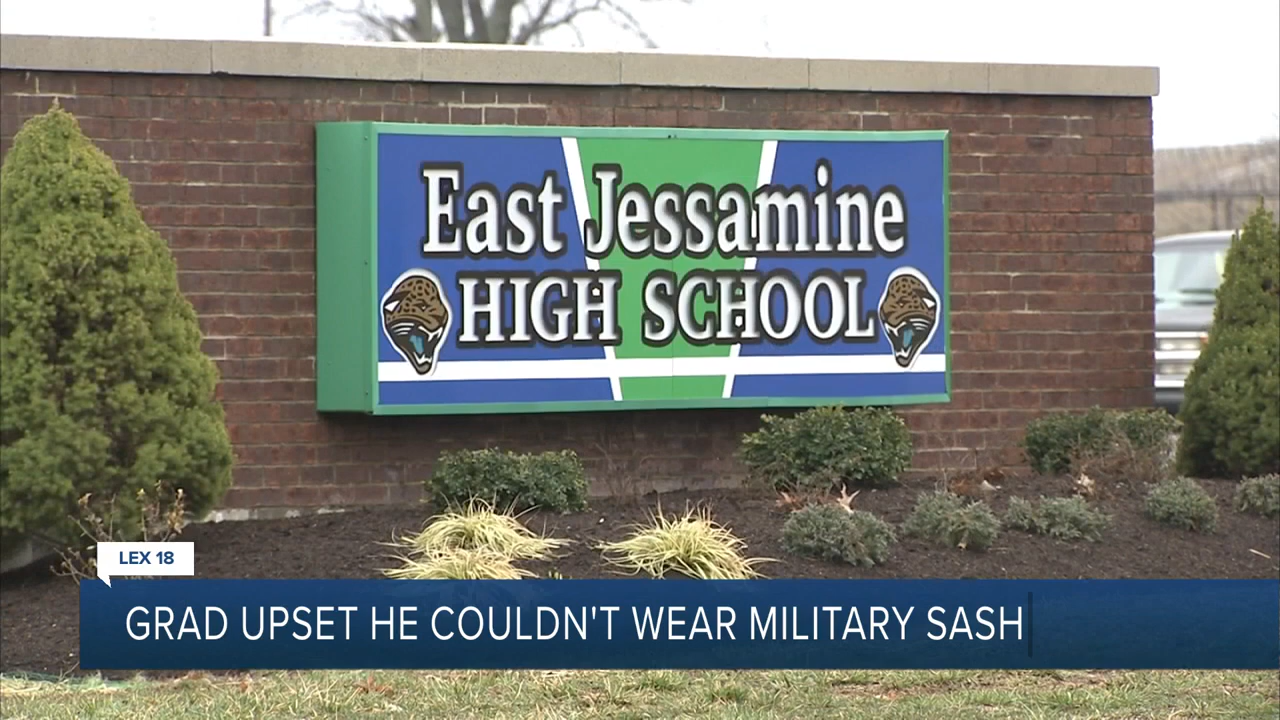 East Jessamine
HIGH SCHOOL
LEX 18
GRAD UPSET HE COULDN'T WEAR MILITARY SASH